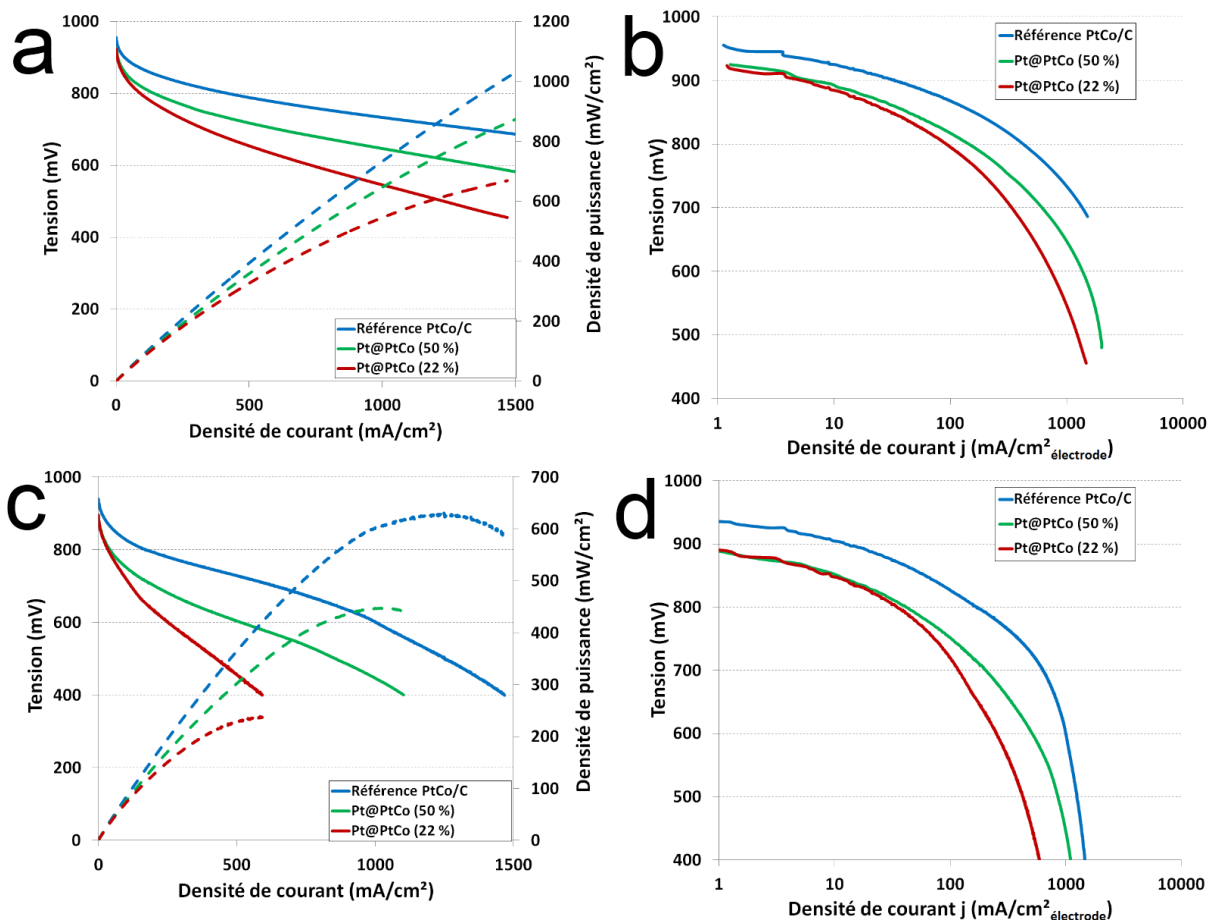 a
1000
800
600
400
200
0
Tension (mV)
1200
1000
800
600
400
200
0
Densité de puissance (mW/cm²)
Référence PtCo/C
Pt@PtCo (50 %)
Pt@PtCo (22 %)
0
500
1000
1500
Densité de courant (mA/cm²)
b
1000
900
800
700
600
500
400
Tension (mV)
Référence PtCo/C
Pt@PtCo (50 %)
Pt@PtCo (22 %)
1
10
100
1000
10000
Densité de courant j (mA/cm²électrode)
c
1000
800
600
400
200
0
Tension (mV)
700
600
500
400
300
200
100
0
Densité de puissance (mW/cm²)
Référence PtCo/C
Pt@PtCo (50 %)
Pt@PtCo (22 %)
0
500
1000
1500
Densité de courant (mA/cm²)
d
1000
900
800
700
600
500
400
Tension (mV)
Référence PtCo/C
Pt@PtCo (50 %)
Pt@PtCo (22 %)
1
10
100
1000
10000
Densité de courant j (mA/cm²électrode)